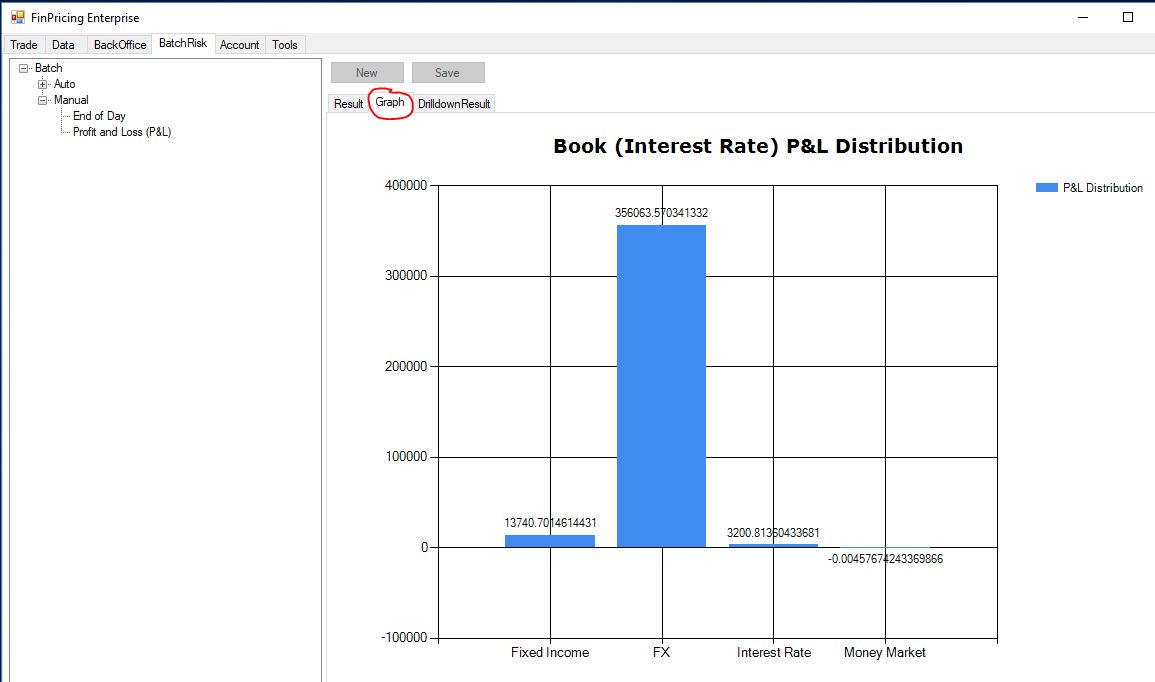 FinPricing Enterprise
Trade Data BackOffice BatchRisk Account Tools
Batch
Auto
Manual
End of Day
Profit and Loss (P&L)
New Save
Result Graph DrilldownResult
Book (Interest Rate) P&L Distribution
P&L Distribution
400000
356063.570341332
300000
200000
100000
13740.7014614431
3200.81360433681
0
-0.00457674243369866
-100000
Fixed Income FX Interest Rate Money Market